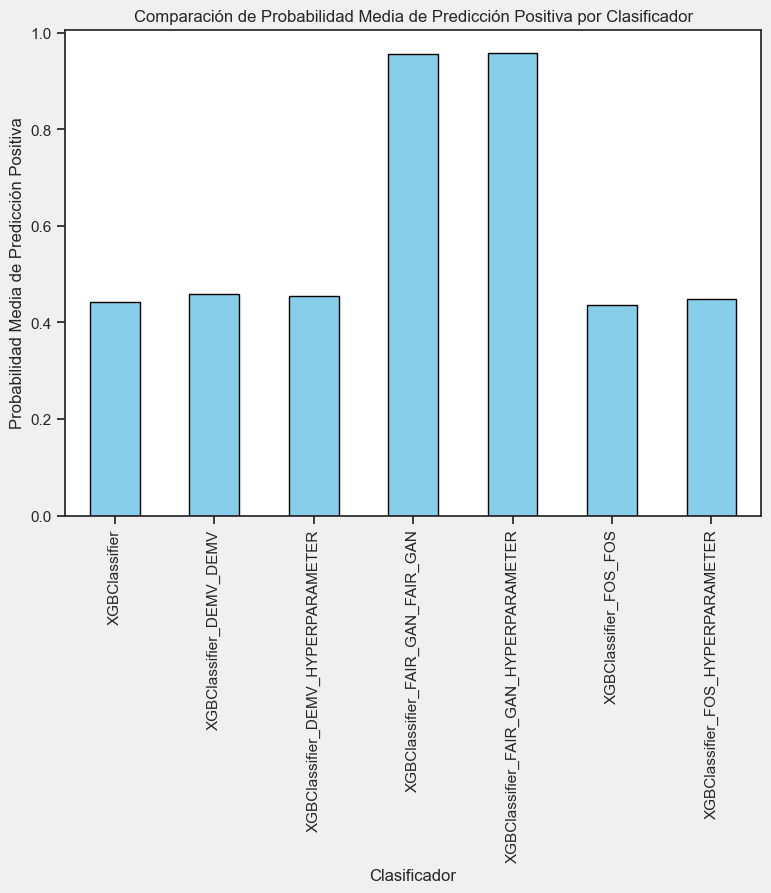 Comparación de Probabilidad Media de Predicción Positiva por Clasificador
Probabilidad Media de Predicción Positiva
1.0
0.8
0.6
0.4
0.2
0.0
XGBClassifier
XGBClassifier_DEMV_DEMV
XGBClassifier_DEMV_HYPERPARAMETER
XGBClassifier_FAIR_GAN_FAIR_GAN
XGBClassifier_FAIR_GAN_HYPERPARAMETER
XGBClassifier_FOS_FOS
XGBClassifier_FOS_HYPERPARAMETER
Clasificador